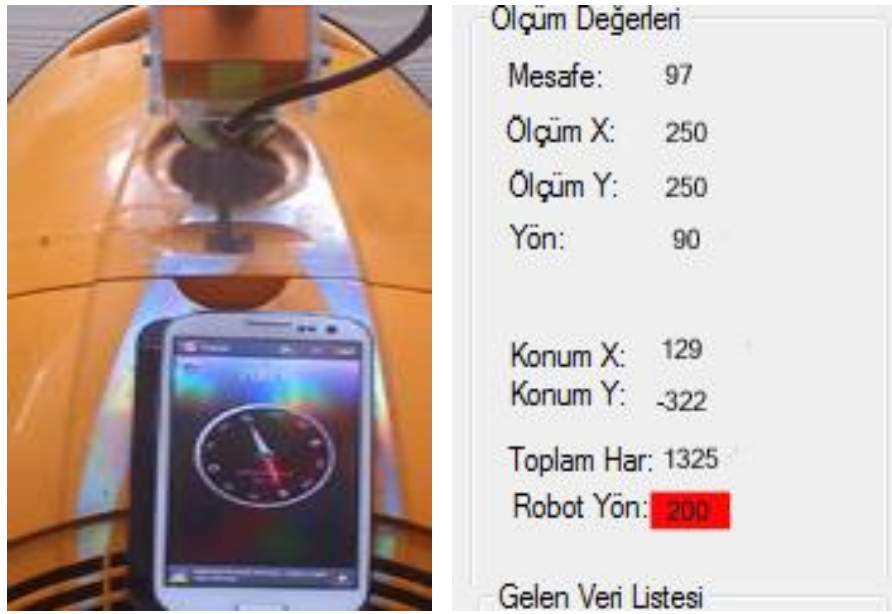 Ölçüm Değerleri
Mesafe: 97
Ölçüm X: 250
Ölçüm Y: 250
Yön: 90
Konum X: 129
Konum Y: -322
Toplam Har: 1325
Robot Yön: 200
Gelen Veri Listesi